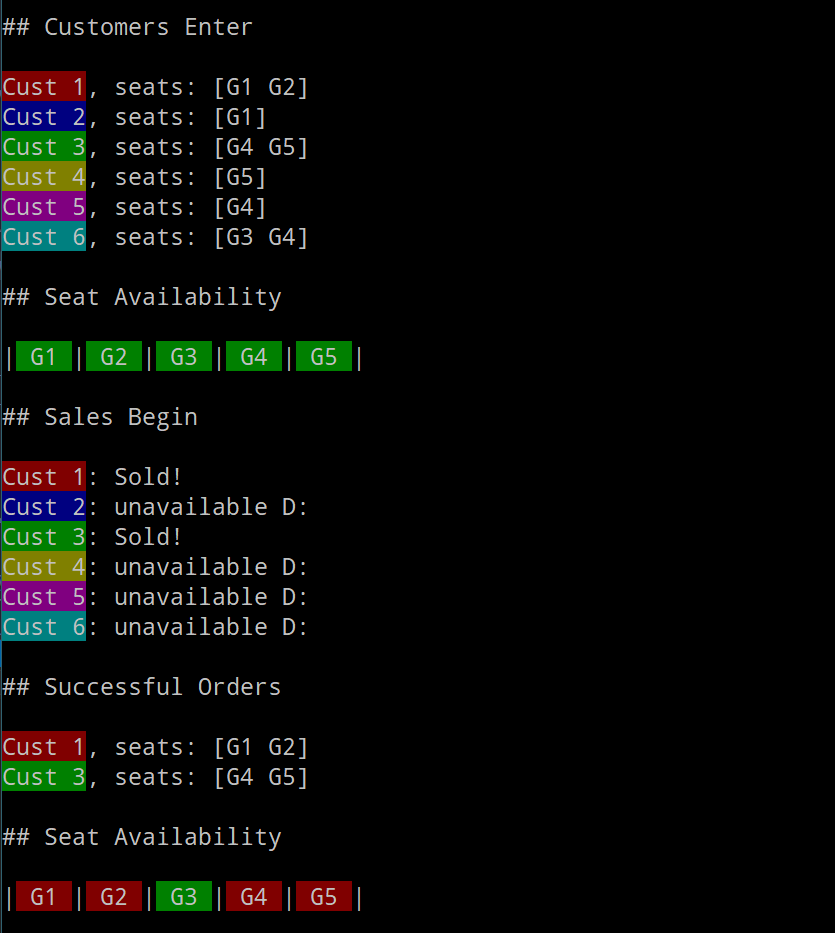 ## Customers Enter
Cust 1, seats: [G1 G2]
Cust 2, seats: [G1]
Cust 3, seats: [G4 G5]
Cust 4, seats: [G5]
Cust 5, seats: [G4]
Cust 6, seats: [G3 G4]
## Seat Availability
| G1 | G2 | G3 | G4 | G5 |
## Sales Begin
Cust 1: Sold!
Cust 2: unavailable D:
Cust 3: Sold!
Cust 4: unavailable D:
Cust 5: unavailable D:
Cust 6: unavailable D:
## Successful Orders
Cust 1, seats: [G1 G2]
Cust 3, seats: [G4 G5]
## Seat Availability
| G1 | G2 | G3 | G4 | G5 |